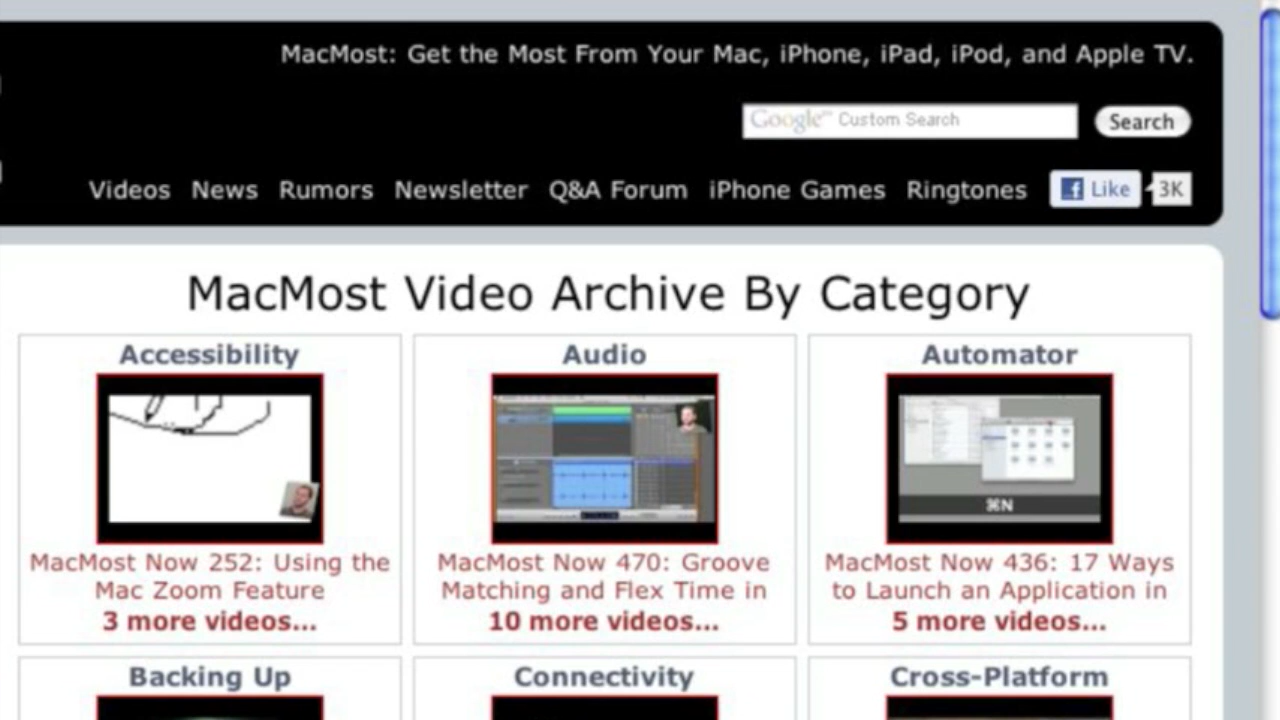 MacMost: Get the Most From Your Mac, iPhone, iPad, iPod, and Apple TV.
Google™ Custom Search
Search
Videos News Rumors Newsletter Q&A Forum iPhone Games Ringtones Like 3K
MacMost Video Archive By Category
Accessibility
MacMost Now 252: Using the
Mac Zoom Feature
3 more videos...
Audio
MacMost Now 470: Groove
Matching and Flex Time in
10 more videos...
Automator
⌘N
MacMost Now 436: 17 Ways
to Launch an Application in
5 more videos...
Backing Up
Connectivity
Cross-Platform